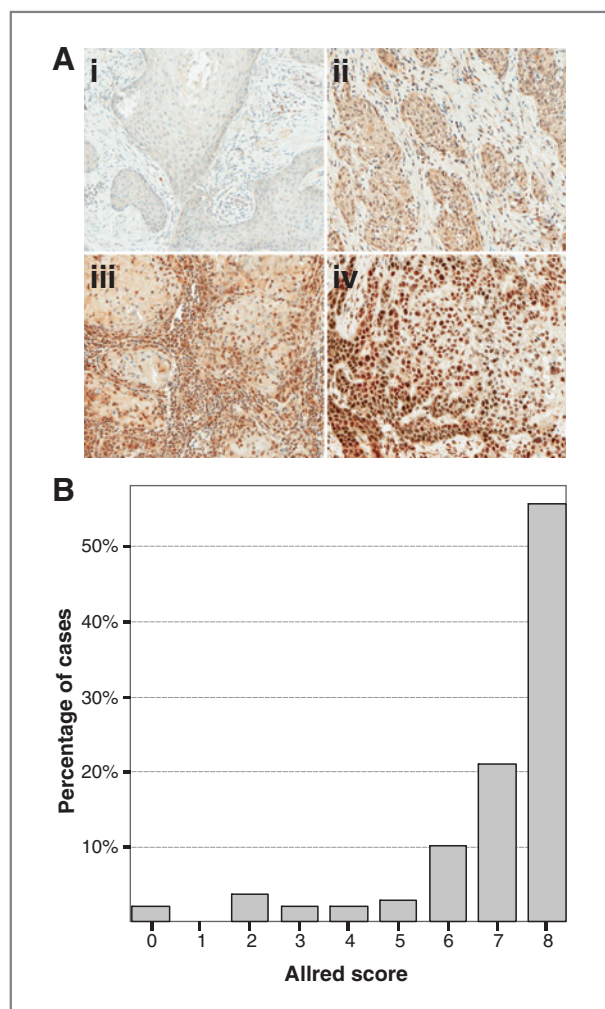 A
i
ii
iii
iv
B
Percentage of cases
50%
40%
30%
20%
10%
0 1 2 3 4 5 6 7 8
Allred score